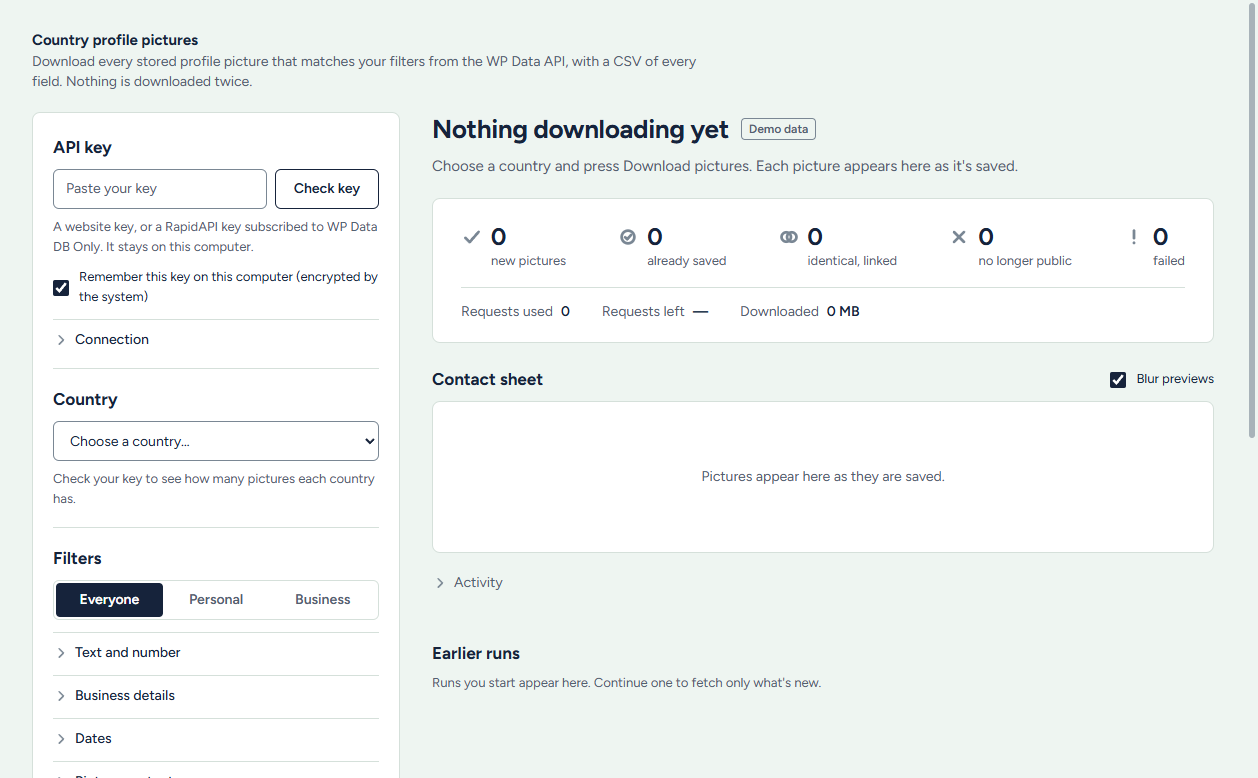 Country profile pictures
Download every stored profile picture that matches your filters from the WP Data API, with a CSV of every
field. Nothing is downloaded twice.
API key
Paste your key
Check key
A website key, or a RapidAPI key subscribed to WP Data
DB Only. It stays on this computer.
Remember this key on this computer (encrypted by
the system)
Connection
Country
Choose a country...
Check your key to see how many pictures each country
has.
Filters
Everyone Personal Business
Text and number
Business details
Dates
Nothing downloading yet Demo data
Choose a country and press Download pictures. Each picture appears here as it's saved.
0 0 0 0 0
new pictures already saved identical, linked no longer public failed
Requests used 0 Requests left — Downloaded 0 MB
Contact sheet Blur previews
Pictures appear here as they are saved.
Activity
Earlier runs
Runs you start appear here. Continue one to fetch only what's new.